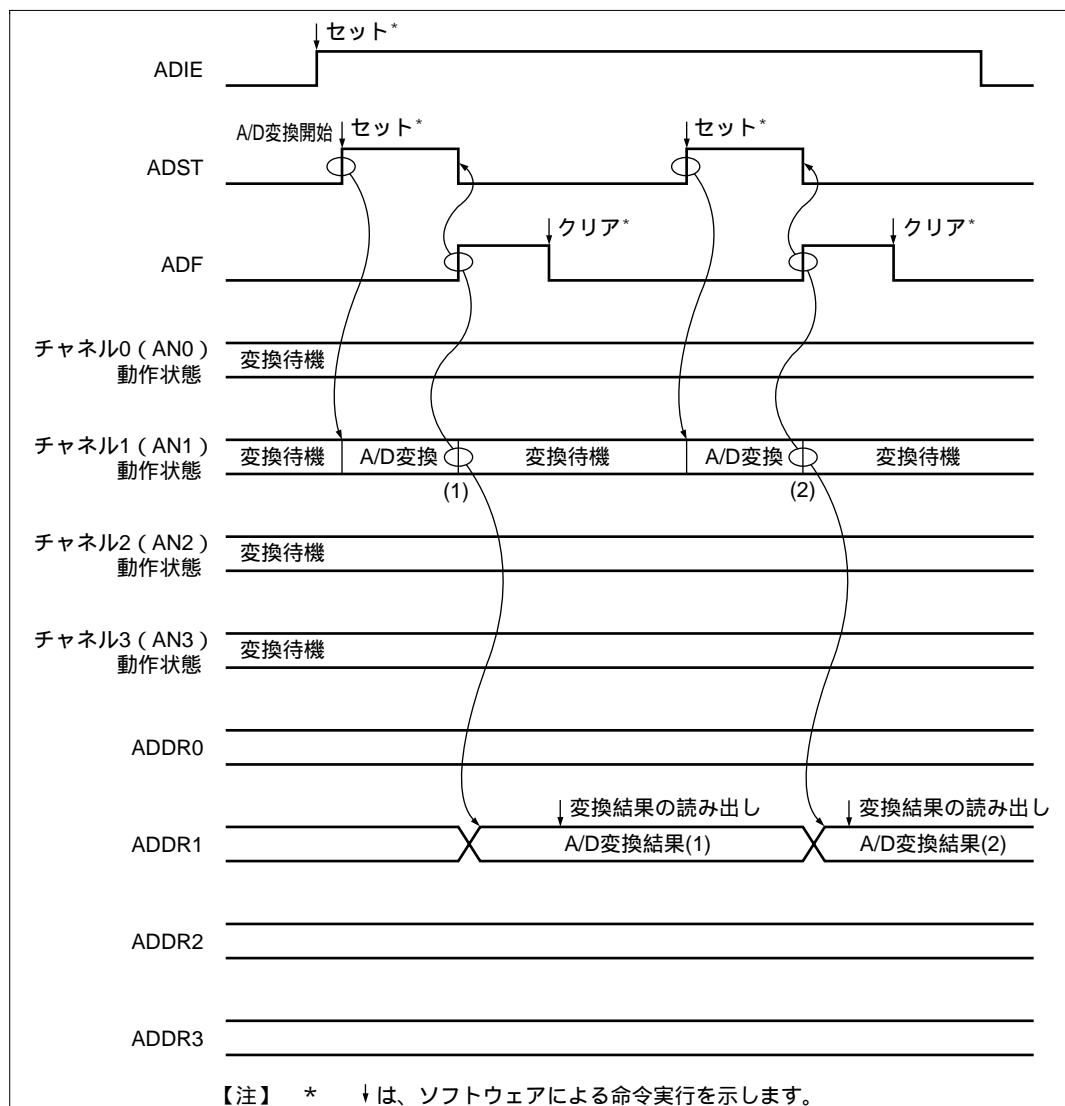 セット*
ADIE
A/D変換開始 セット* セット*
ADST
クリア* クリア*
ADF
チャネル0(AN0)
動作状態
変換待機
チャネル1(AN1)
動作状態
変換待機 A/D変換 変換待機 A/D変換 変換待機
(1) (2)
チャネル2(AN2)
動作状態
変換待機
チャネル3(AN3)
動作状態
変換待機
ADDR0
変換結果の読み出し 変換結果の読み出し
ADDR1
A/D変換結果(1) A/D変換結果(2)
ADDR2
ADDR3
【注】 * ↓は、ソフトウェアによる命令実行を示します。